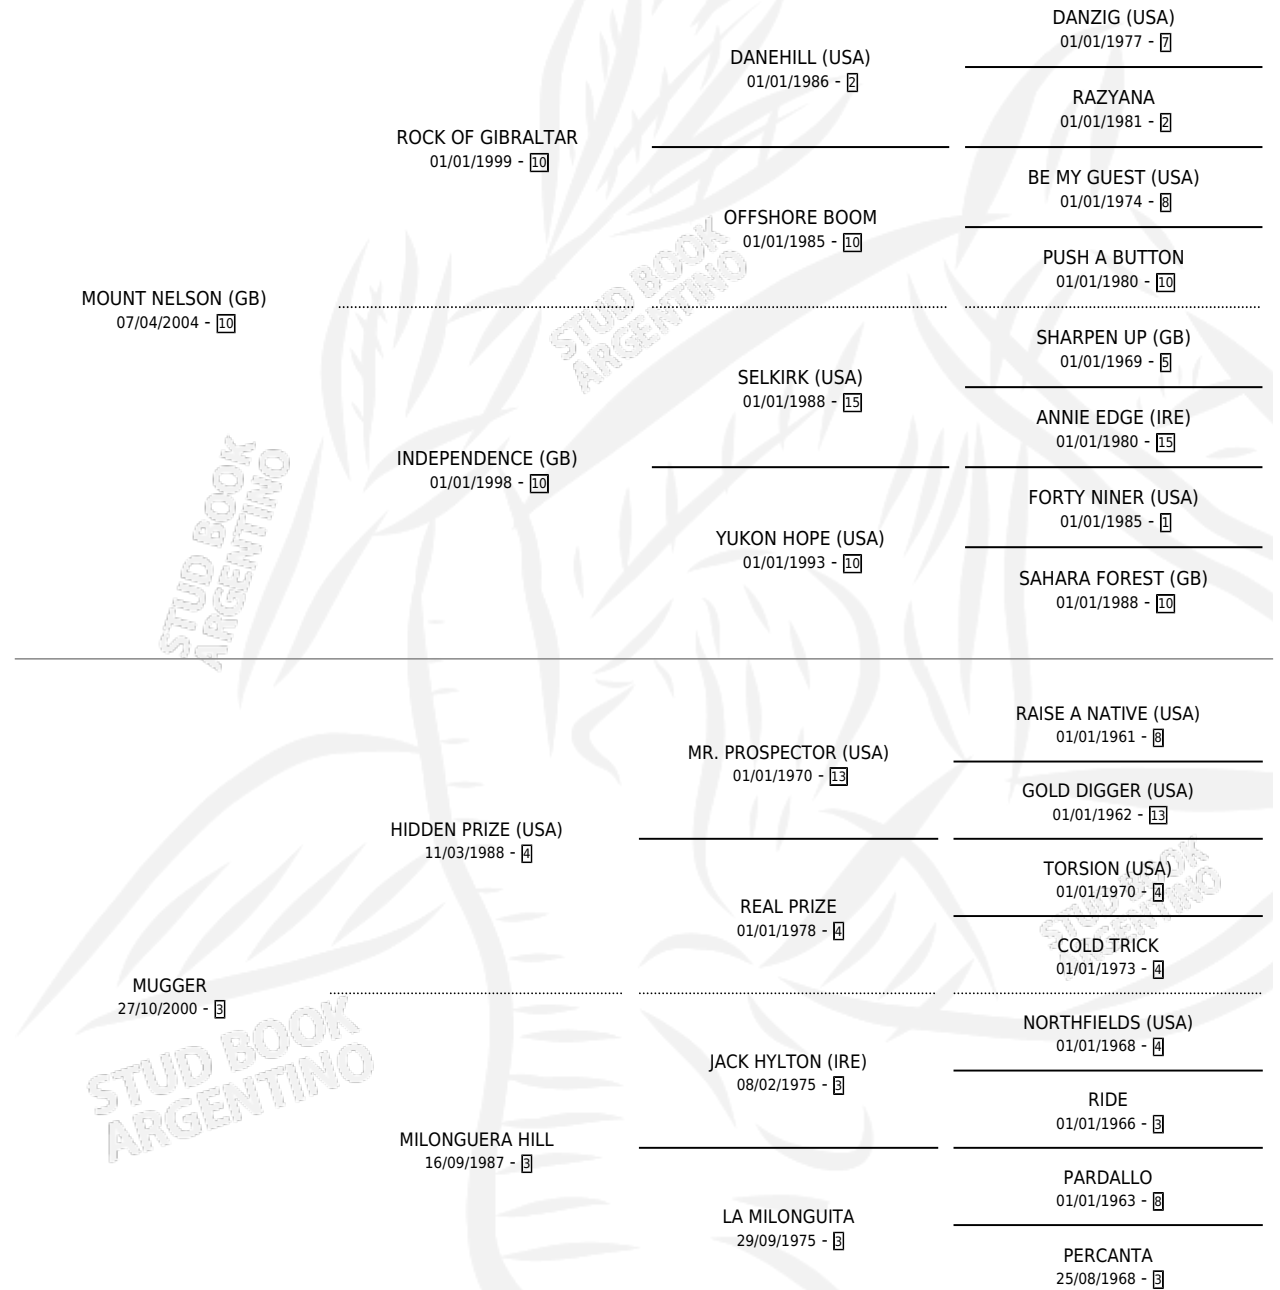 DANZIG (USA)
01/01/1977 - 7
DANEHILL (USA)
01/01/1986 - 2
RAZYANA
01/01/1981 - 2
ROCK OF GIBRALTAR
01/01/1999 - 10
BE MY GUEST (USA)
01/01/1974 - 8
OFFSHORE BOOM
01/01/1985 - 10
PUSH A BUTTON
01/01/1980 - 10
MOUNT NELSON (GB)
07/04/2004 - 10
SHARPEN UP (GB)
01/01/1969 - 5
SELKIRK (USA)
01/01/1988 - 15
ANNIE EDGE (IRE)
01/01/1980 - 15
INDEPENDENCE (GB)
01/01/1998 - 10
FORTY NINER (USA)
01/01/1985 - 1
YUKON HOPE (USA)
01/01/1993 - 10
SAHARA FOREST (GB)
01/01/1988 - 10
RAISE A NATIVE (USA)
01/01/1961 - 8
MR. PROSPECTOR (USA)
01/01/1970 - 13
GOLD DIGGER (USA)
01/01/1962 - 13
HIDDEN PRIZE (USA)
11/03/1988 - 4
TORSION (USA)
01/01/1970 - 4
REAL PRIZE
01/01/1978 - 4
COLD TRICK
01/01/1973 - 4
MUGGER
27/10/2000 - 3
NORTHFIELDS (USA)
01/01/1968 - 4
JACK HYLTON (IRE)
08/02/1975 - 3
RIDE
01/01/1966 - 3
MILONGUERA HILL
16/09/1987 - 3
PARDALLO
01/01/1963 - 8
LA MILONGUITA
29/09/1975 - 3
PERCANTA
25/08/1968 - 3
STUD BOOK
ARGENTINO
STUD BOOK
ARGENTINO
STUD BOOK
ARGENTINO
STUD BOOK
ARGENTINO